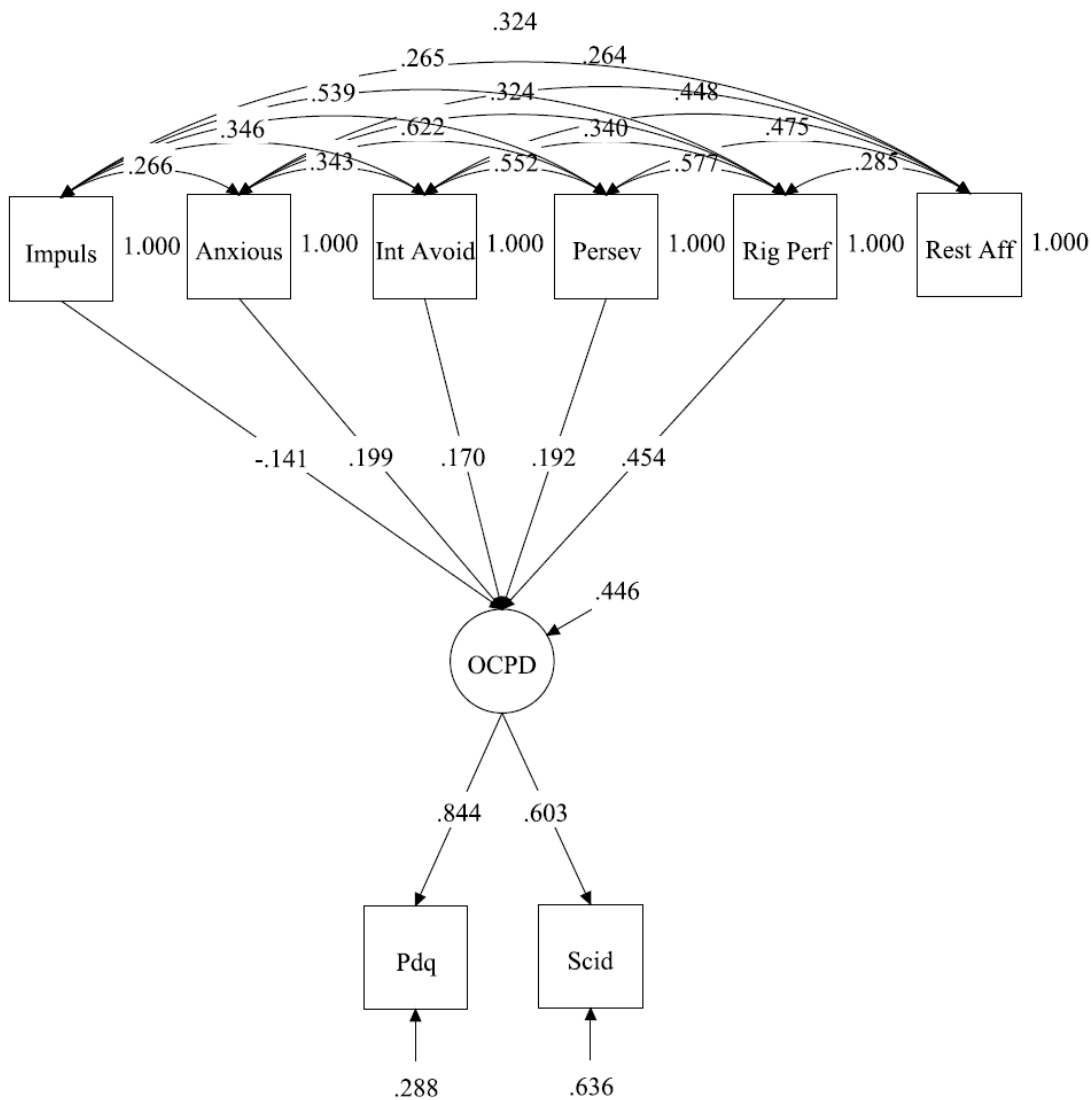 .324
.265 .264
.539 .324 .448
.346 .622 .340 .475
.266 .343 .552 .577 .285
Impuls 1.000 Anxious 1.000 Int Avoid 1.000 Persev 1.000 Rig Perf 1.000 Rest Aff 1.000
-.141 .199 .170 .192 .454
.446
OCPD
.844 .603
Pdq Scid
.288 .636